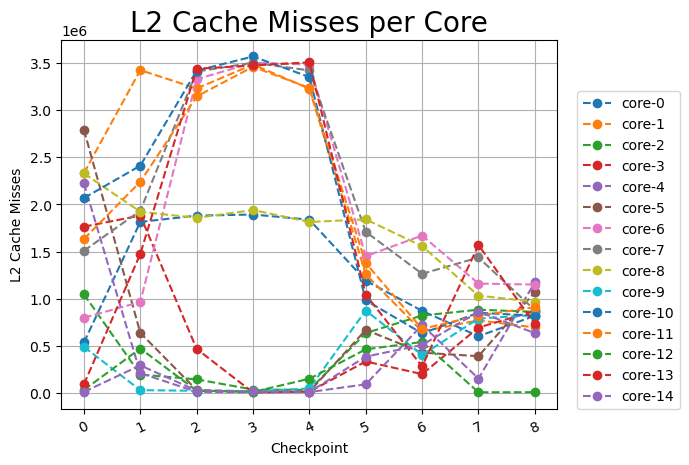 L2 Cache Misses per Core
1e6
3.5
3.0
2.5
2.0
1.5
1.0
0.5
0.0
L2 Cache Misses
0 1 2 3 4 5 6 7 8
Checkpoint
core-0
core-1
core-2
core-3
core-4
core-5
core-6
core-7
core-8
core-9
core-10
core-11
core-12
core-13
core-14